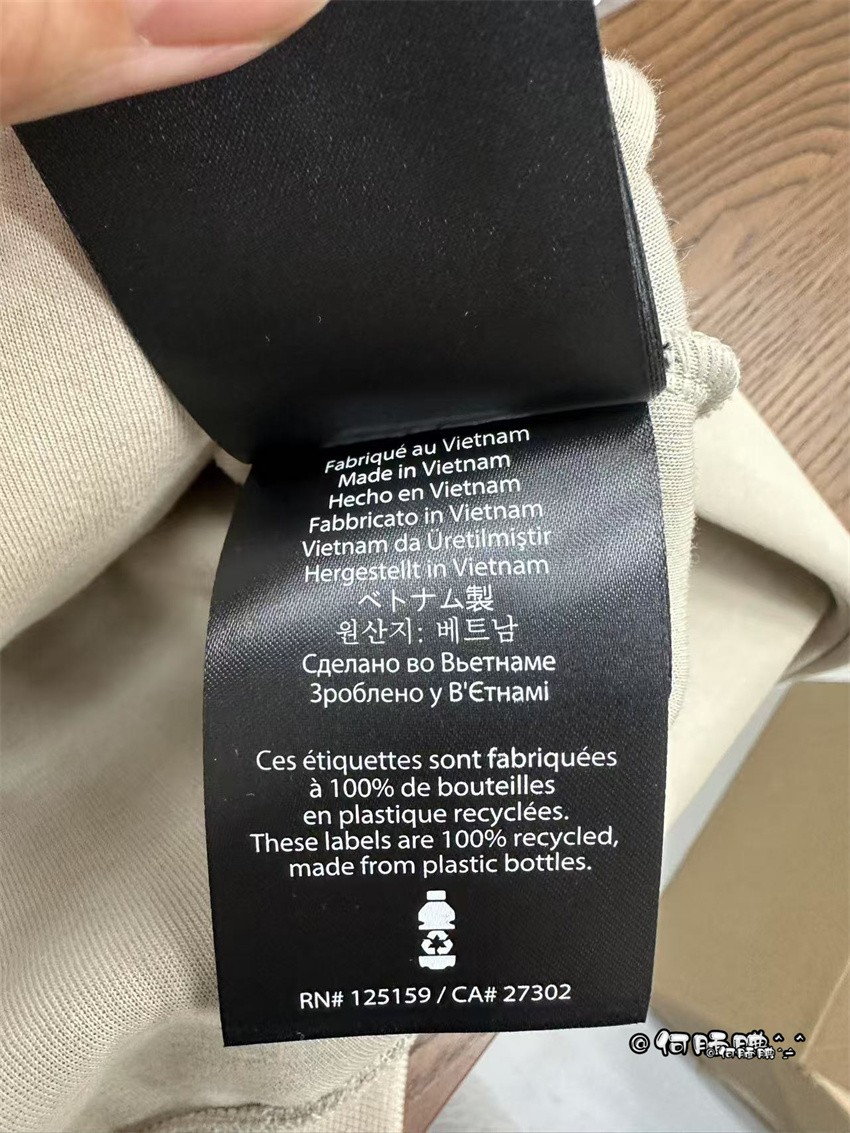 Fabriqué au Vietnam
Made in Vietnam
Hecho en Vietnam
Fabbricato in Vietnam
Vietnam da Üretilmiştir
Hergestellt in Vietnam
ベトナム製
원산지: 베트남
Сделано во Вьетнаме
Зроблено у В'Єтнамі
Ces étiquettes sont fabriquées
à 100% de bouteilles
en plastique recyclées.
These labels are 100% recycled,
made from plastic bottles.
RN# 125159 / CA# 27302